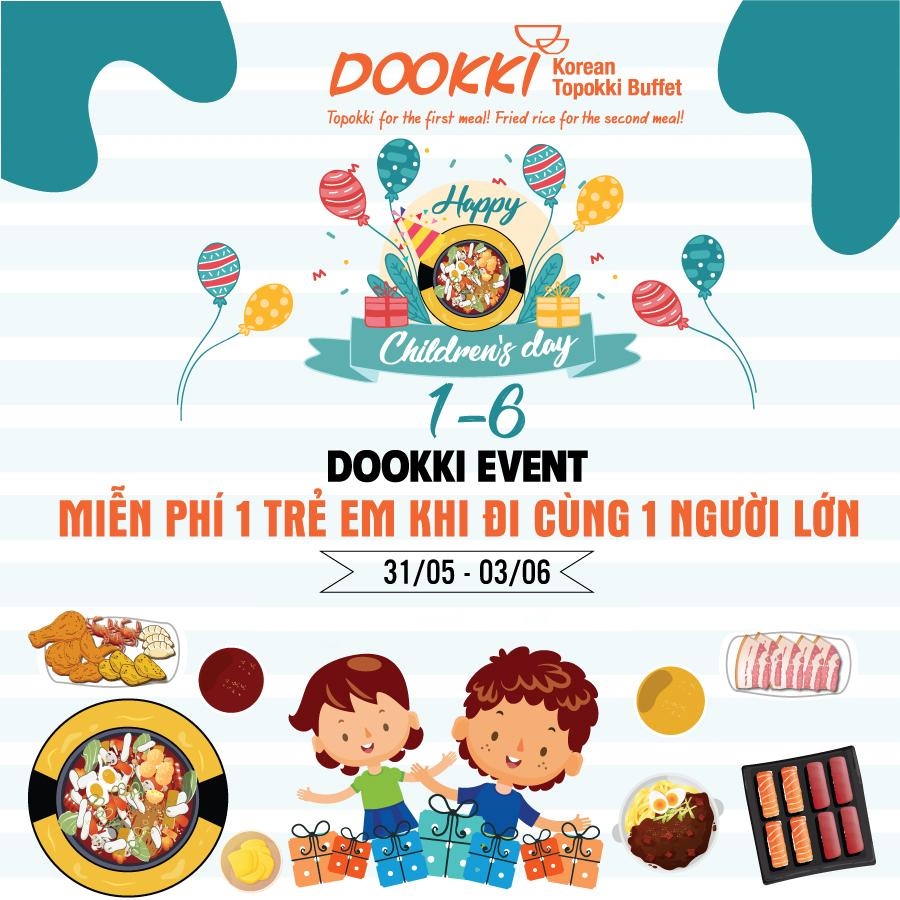 DOOKKI
Korean
Topokki Buffet
Topokki for the first meal! Fried rice for the second meal!
Happy
Children's day
1-6
DOOKKI EVENT
MIỄN PHÍ 1 TRẺ EM KHI ĐI CÙNG 1 NGƯỜI LỚN
31/05 - 03/06